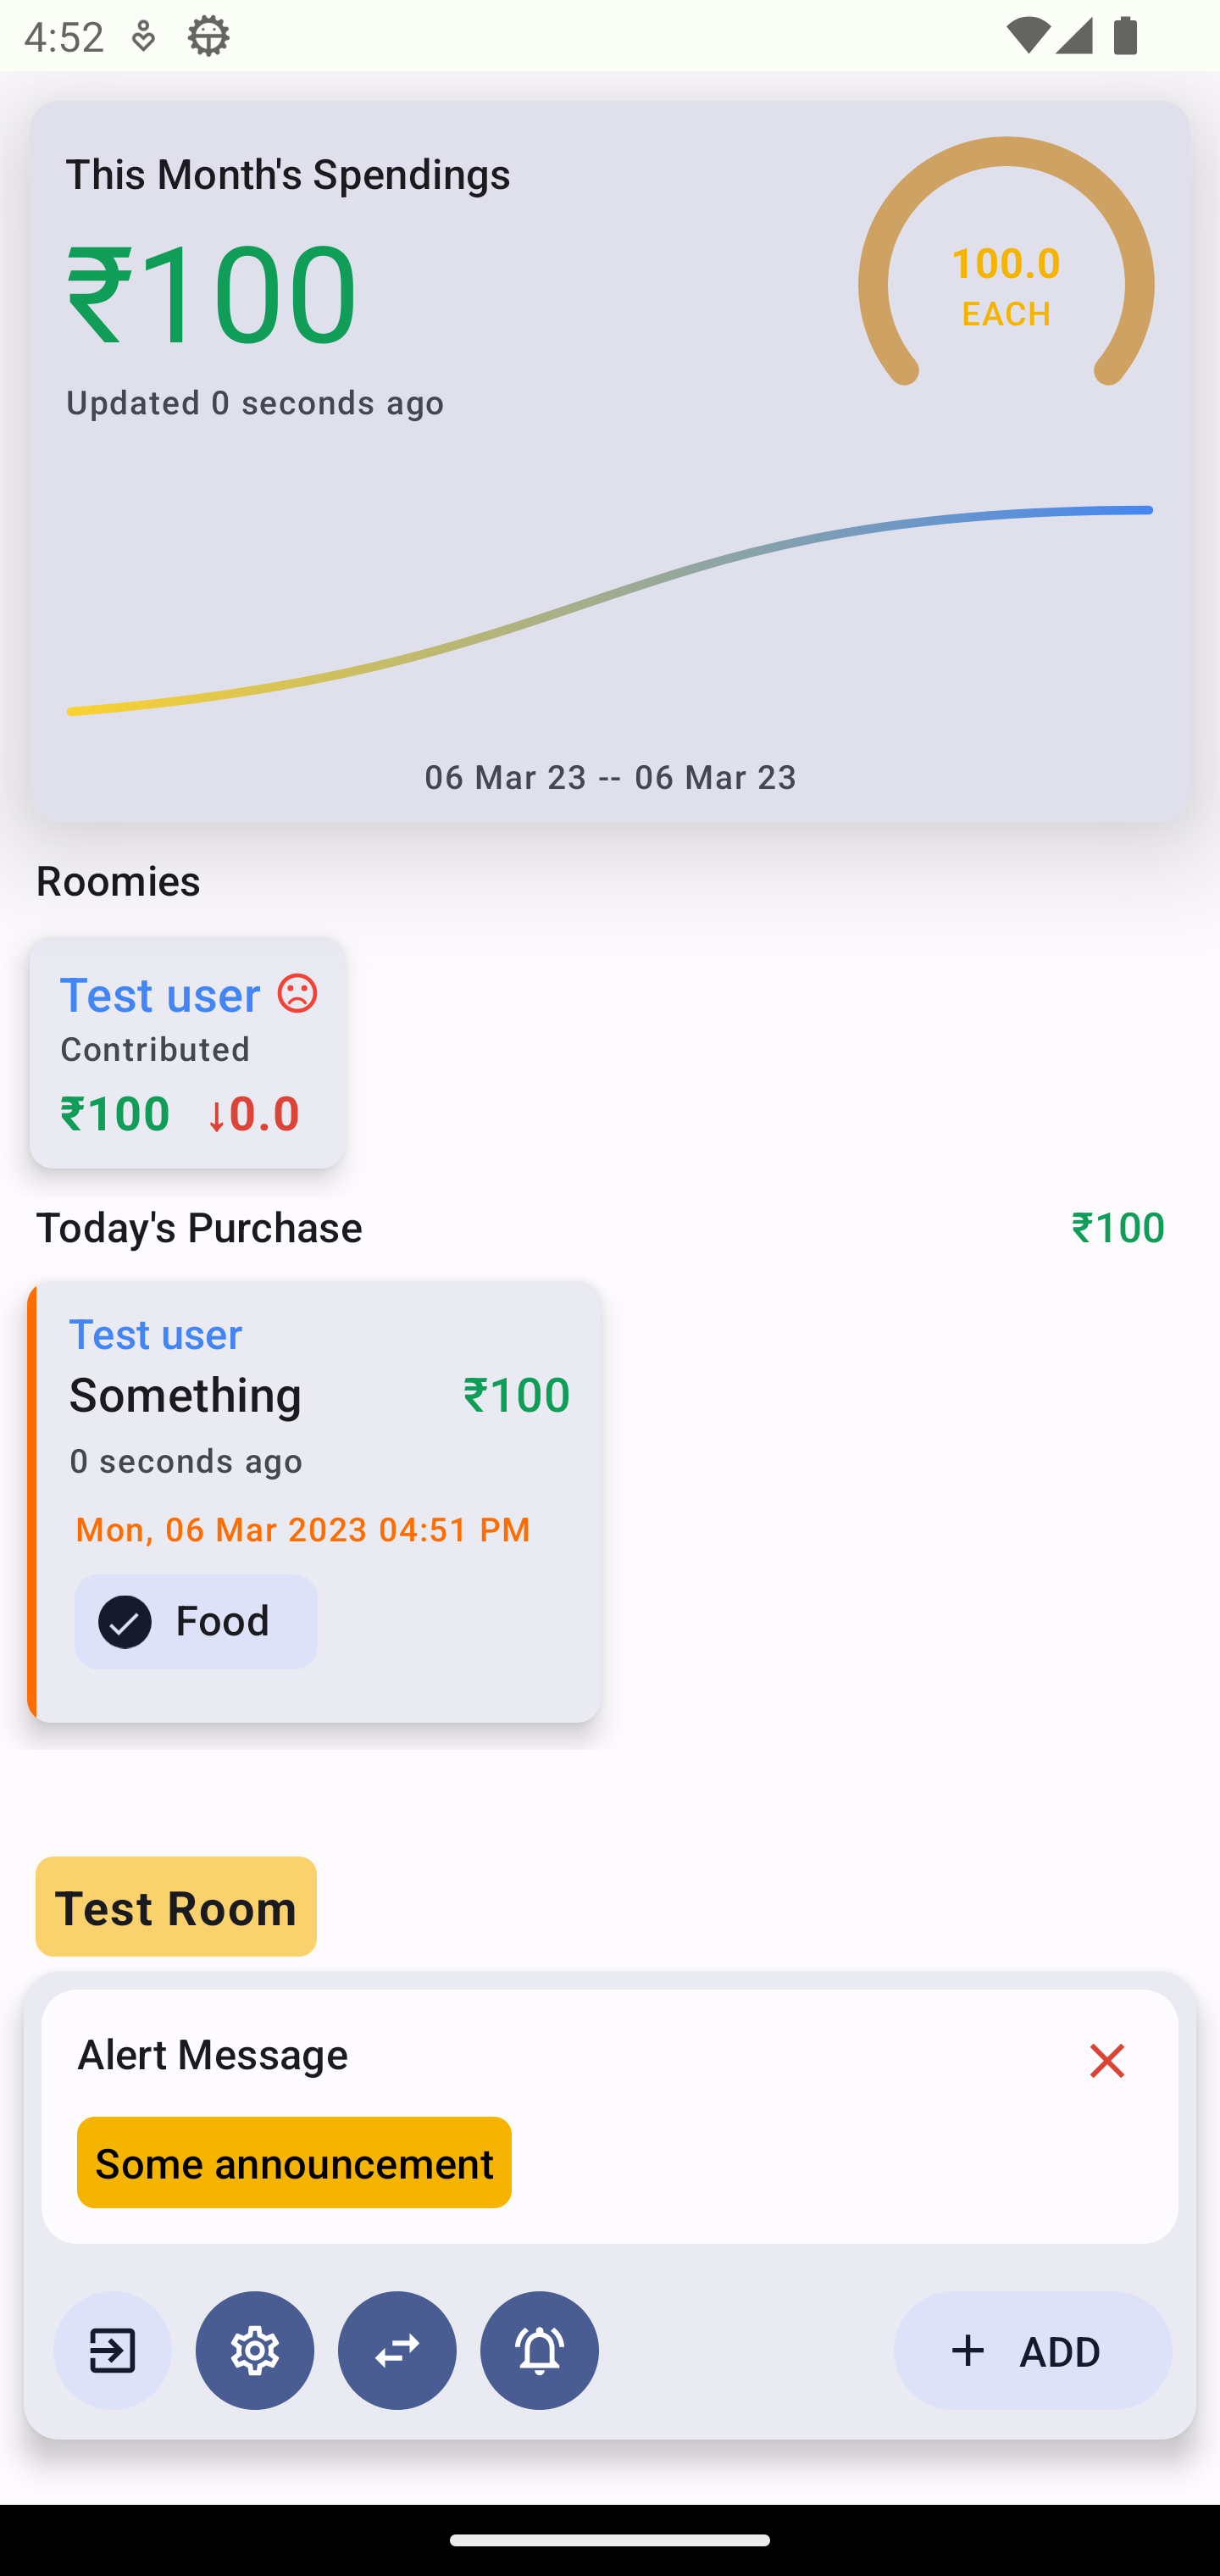 4:52
This Month's Spendings
₹100
Updated 0 seconds ago
100.0
EACH
06 Mar 23 -- 06 Mar 23
Roomies
Test user
Contributed
₹100 ↓0.0
Today's Purchase ₹100
Test user
Something ₹100
0 seconds ago
Mon, 06 Mar 2023 04:51 PM
Food
Test Room
Alert Message
Some announcement
+ ADD